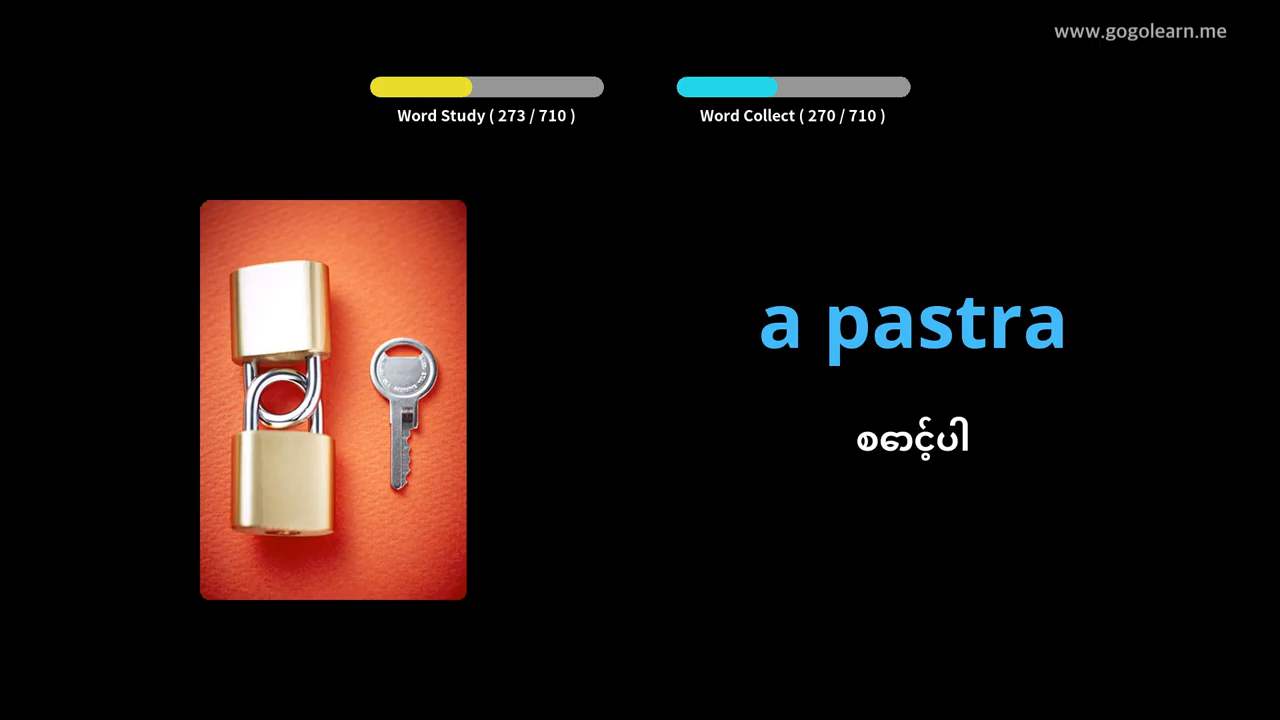 www.gogolearn.me
Word Study ( 273 / 710 )
Word Collect ( 270 / 710 )
a pastra
စောင့်ပါ